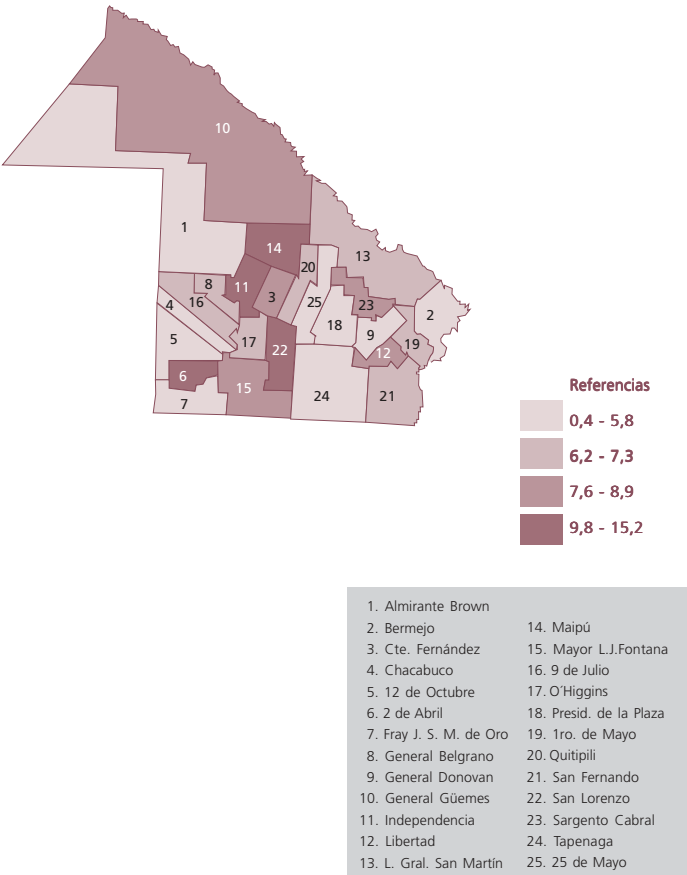 10
1
14
13
20
8
11
3
16
4
25
23
2
18
9
5
17
19
22
12
6
15
24
21
7
Referencias
0,4 - 5,8
6,2 - 7,3
7,6 - 8,9
9,8 - 15,2
1. Almirante Brown
2. Bermejo
3. Cte. Fernández
4. Chacabuco
5. 12 de Octubre
6. 2 de Abril
7. Fray J. S. M. de Oro
8. General Belgrano
9. General Donovan
10. General Güemes
11. Independencia
12. Libertad
13. L. Gral. San Martín
14. Maipú
15. Mayor L.J.Fontana
16. 9 de Julio
17. O´Higgins
18. Presid. de la Plaza
19. 1ro. de Mayo
20. Quitipili
21. San Fernando
22. San Lorenzo
23. Sargento Cabral
24. Tapenaga
25. 25 de Mayo